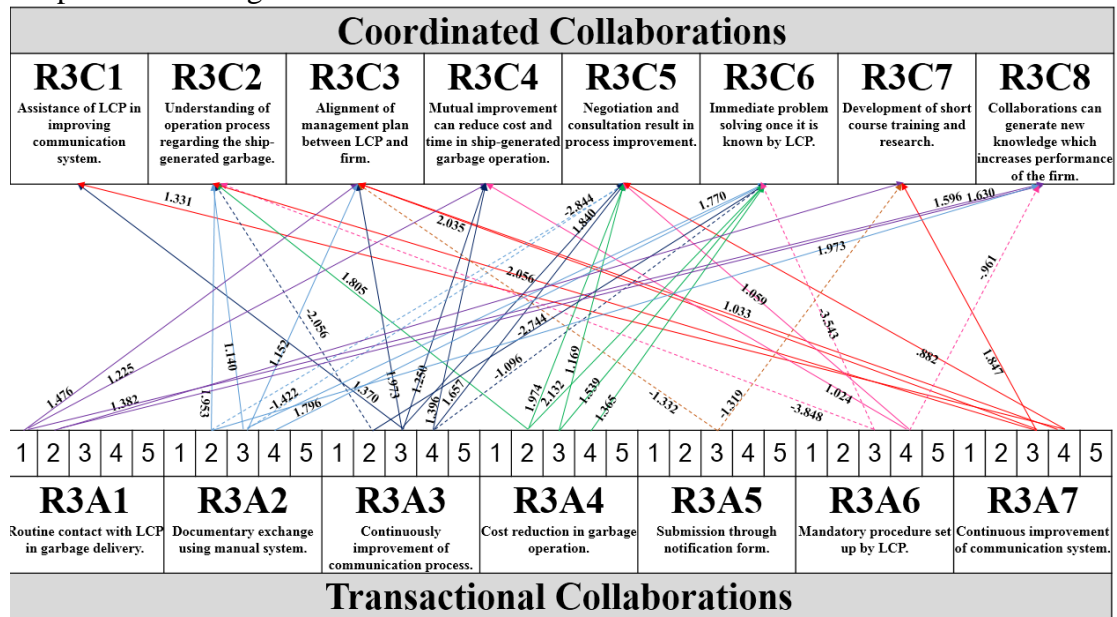 Coordinated Collaborations
R3C1 R3C2 R3C3 R3C4 R3C5 R3C6 R3C7 R3C8
Assistance of LCP in
improving
communication
system.
Understanding of
operation process
regarding the ship-
generated garbage.
Alignment of
management plan
between LCP and
firm.
Mutual improvement
can reduce cost and
time in ship-generated
garbage operation.
Negotiation and
consultation result in
process improvement.
Immediate problem
solving once it is
known by LCP.
Development of short
course training and
research.
Collaborations can
generate new
knowledge which
increases performance
of the firm.
1.331
2.035
-2.844
1.840
1.770
1.596 1.630
1.973
1.805
-2.056
2.056
1.059
1.033
-3.543
-.961
1.140
1.152
-2.744
.882
1.847
1.476
1.225
1.382
1.953
-1.422
1.796
1.370
1.973
1.250
1.396
1.657
-1.096
1.974
2.132
1.169
1.539
1.365
-1.332
-1.319
-3.848
1.024
1 2 3 4 5 1 2 3 4 5 1 2 3 4 5 1 2 3 4 5 1 2 3 4 5 1 2 3 4 5 1 2 3 4 5
R3A1 R3A2 R3A3 R3A4 R3A5 R3A6 R3A7
Routine contact with LCP
in garbage delivery.
Documentary exchange
using manual system.
Continuously
improvement of
communication process.
Cost reduction in garbage
operation.
Submission through
notification form.
Mandatory procedure set
up by LCP.
Continuous improvement
of communication system.
Transactional Collaborations